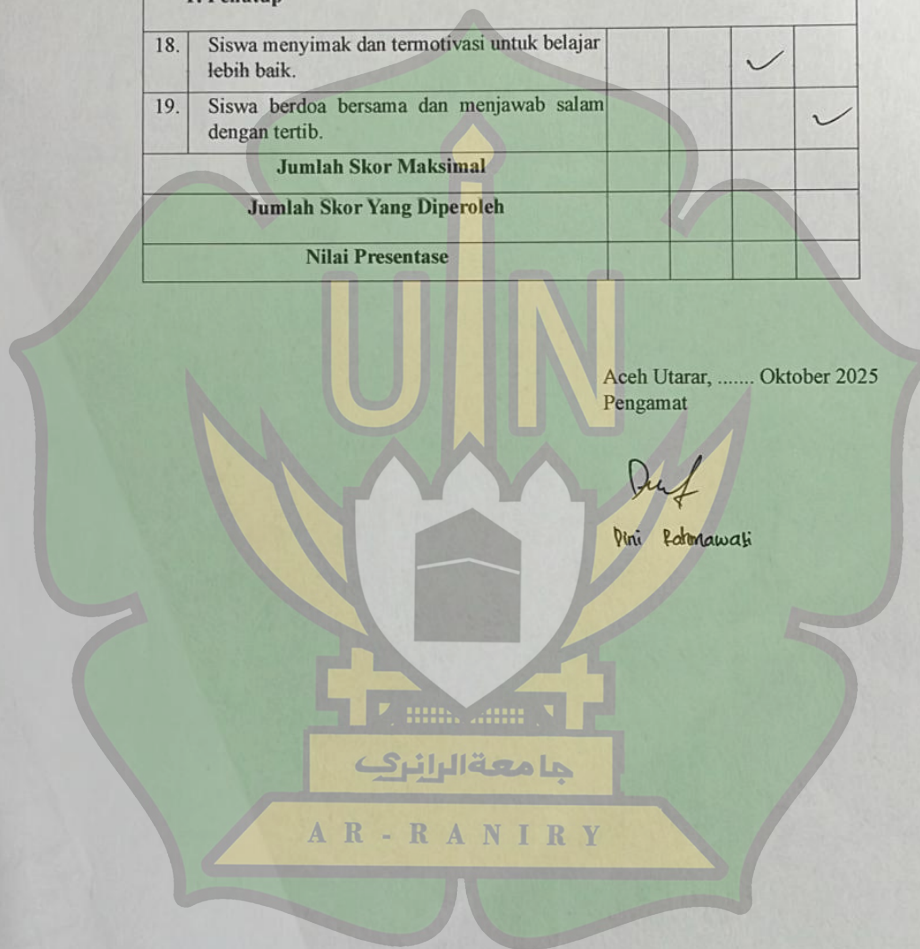 18. Siswa menyimak dan termotivasi untuk belajar
lebih baik.
19. Siswa berdoa bersama dan menjawab salam
dengan tertib.
Jumlah Skor Maksimal
Jumlah Skor Yang Diperoleh
Nilai Presentase
Aceh Utarar, ....... Oktober 2025
Pengamat
Dini Rahmawati
UIN
جامعة الرانري
AR-RANIRY